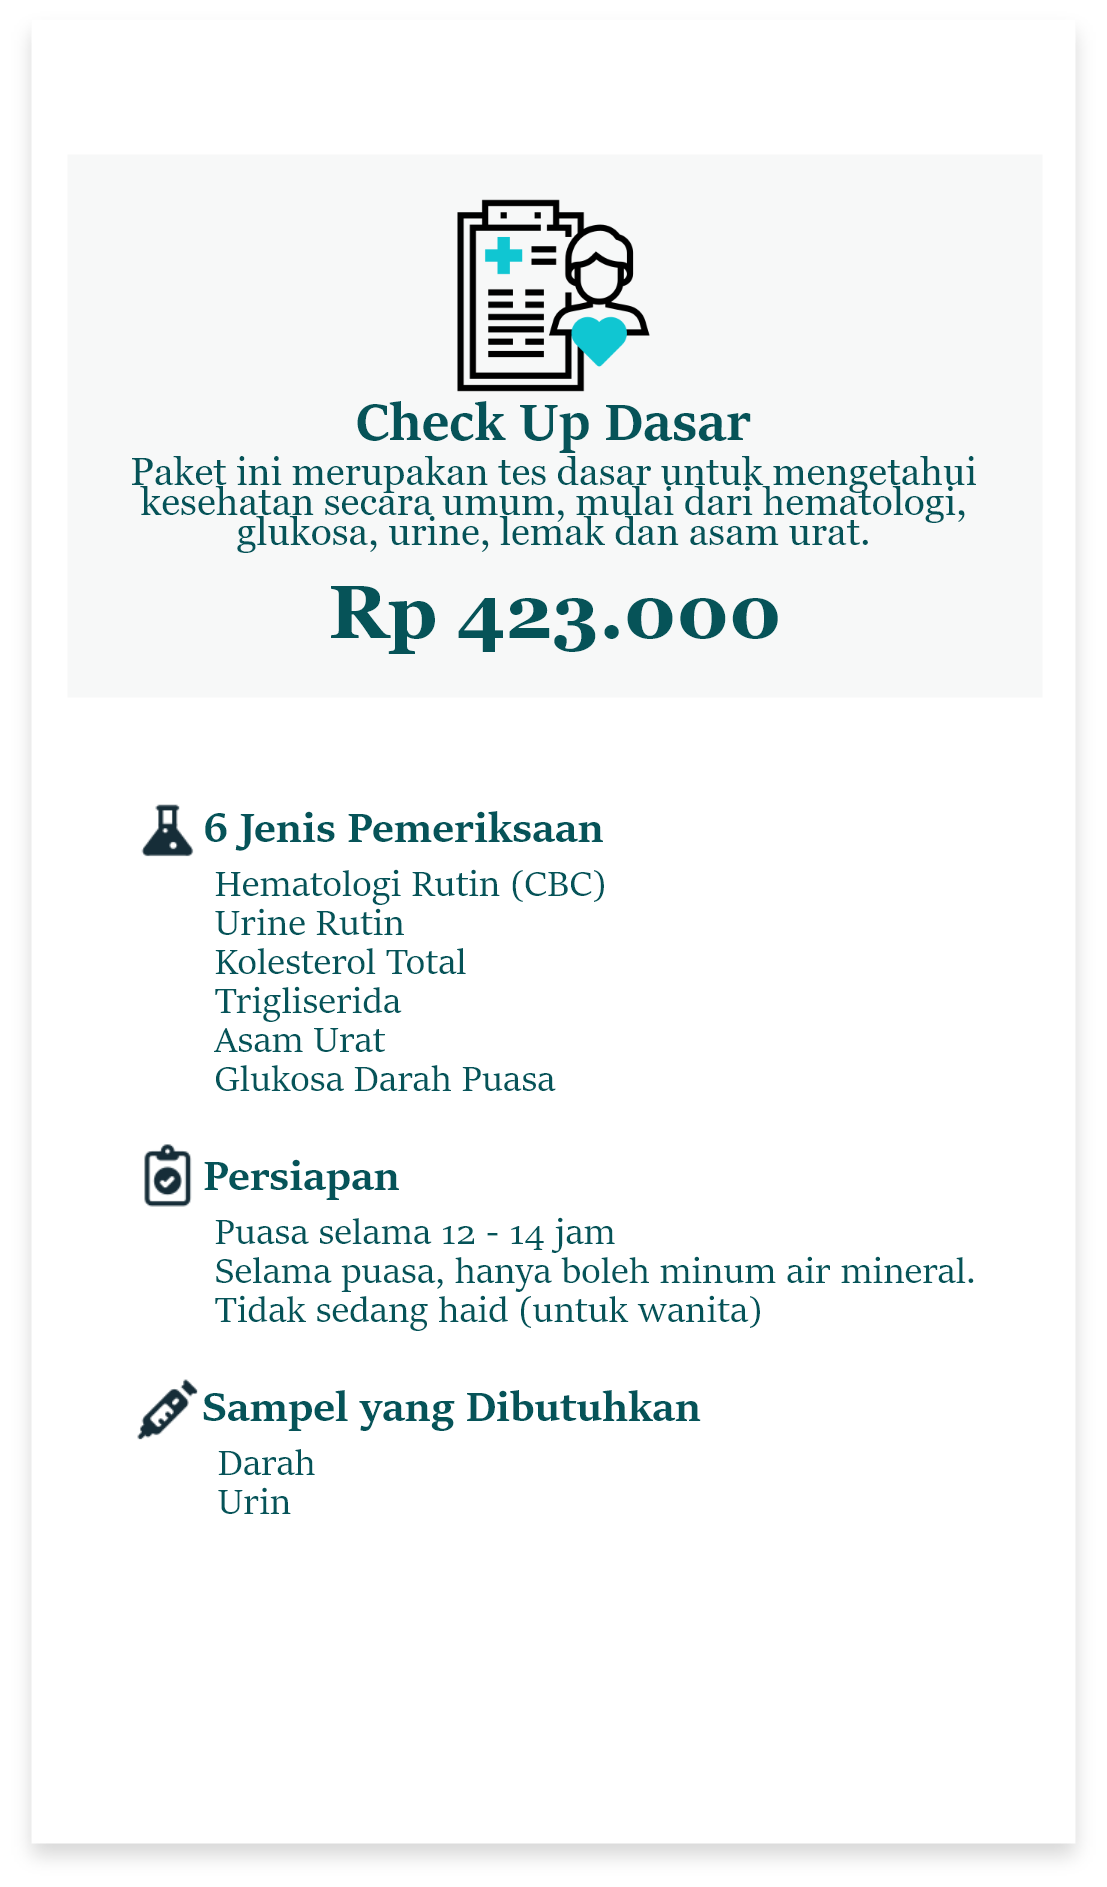 Check Up Dasar
Paket ini merupakan tes dasar untuk mengetahui
kesehatan secara umum, mulai dari hematologi,
glukosa, urine, lemak dan asam urat.
Rp 423.000
6 Jenis Pemeriksaan
Hematologi Rutin (CBC)
Urine Rutin
Kolesterol Total
Trigliserida
Asam Urat
Glukosa Darah Puasa
Persiapan
Puasa selama 12 - 14 jam
Selama puasa, hanya boleh minum air mineral.
Tidak sedang haid (untuk wanita)
Sampel yang Dibutuhkan
Darah
Urin